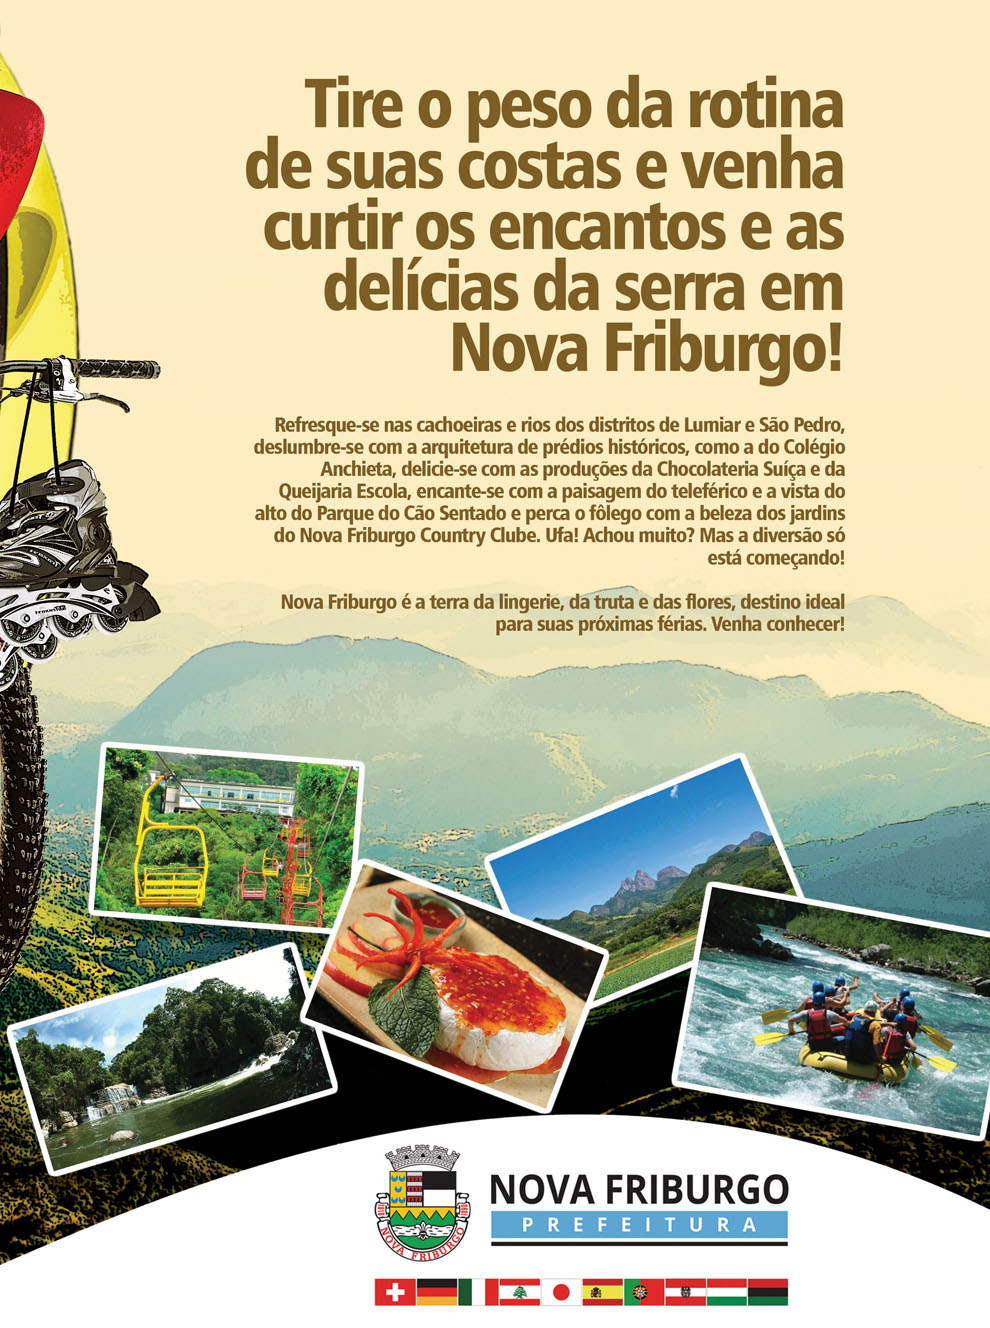 Tire o peso da rotina
de suas costas e venha
curtir os encantos e as
delícias da serra em
Nova Friburgo!
Refresque-se nas cachoeiras e rios dos distritos de Lumiar e São Pedro,
deslumbre-se com a arquitetura de prédios históricos, como a do Colégio
Anchieta, delicie-se com as produções da Chocolateria Suíça e da
Queijaria Escola, encante-se com a paisagem do teleférico e a vista do
alto do Parque do Cão Sentado e perca o fôlego com a beleza dos jardins
do Nova Friburgo Country Clube. Ufa! Achou muito? Mas a diversão só
está começando!
Nova Friburgo é a terra da lingerie, da truta e das flores, destino ideal
para suas próximas férias. Venha conhecer!
NOVA FRIBURGO
NOVA FRIBURGO
PREFEITURA